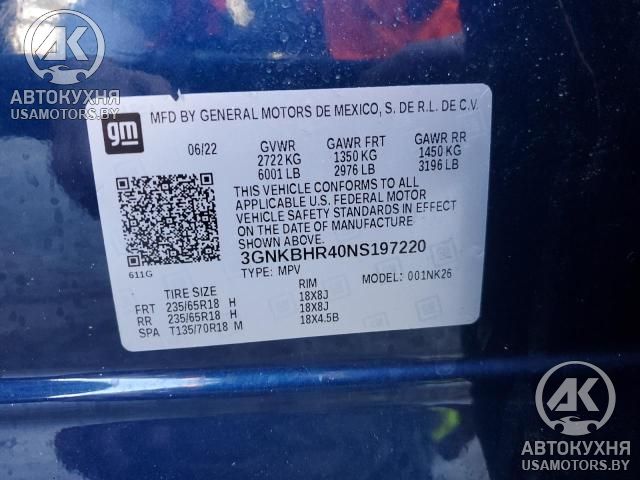 AK
АВТОКУХНЯ
USAMOTORS.BY
gm
MFD BY GENERAL MOTORS DE MEXICO, S. DE R.L. DE C.V.
06/22 GVWR GAWR FRT GAWR RR
2722 KG 1350 KG 1450 KG
6001 LB 2976 LB 3196 LB
THIS VEHICLE CONFORMS TO ALL
APPLICABLE U.S. FEDERAL MOTOR
VEHICLE SAFETY STANDARDS IN EFFECT
ON THE DATE OF MANUFACTURE
SHOWN ABOVE.
611G
3GNKBHR40NS197220
TYPE: MPV MODEL: 001NK26
TIRE SIZE RIM
FRT 235/65R18 H 18X8J
RR 235/65R18 H 18X8J
SPA T135/70R18 M 18X4.5B
AK
АВТОКУХНЯ
USAMOTORS.BY